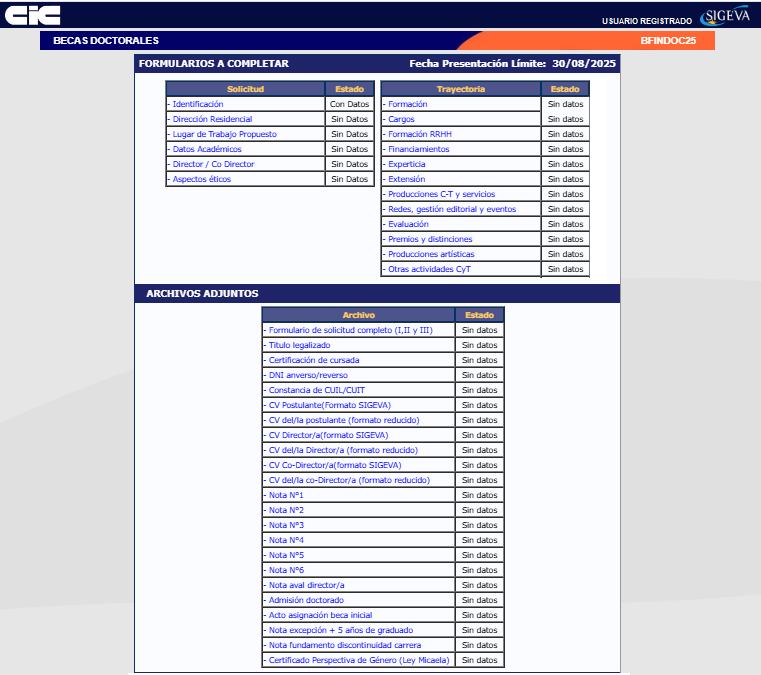 CIC
USUARIO REGISTRADO SIGEVA
BECAS DOCTORALES BFINDOC25
FORMULARIOS A COMPLETAR Fecha Presentación Límite: 30/08/2025
Solicitud Estado
- Identificación Con Datos
- Dirección Residencial Sin Datos
- Lugar de Trabajo Propuesto Sin Datos
- Datos Académicos Sin Datos
- Director / Co Director Sin Datos
- Aspectos éticos Sin Datos
Trayectoria Estado
- Formación Sin datos
- Cargos Sin datos
- Formación RRHH Sin datos
- Financiamientos Sin datos
- Experticia Sin datos
- Extensión Sin datos
- Producciones C-T y servicios Sin datos
- Redes, gestión editorial y eventos Sin datos
- Evaluación Sin datos
- Premios y distinciones Sin datos
- Producciones artísticas Sin datos
- Otras actividades CyT Sin datos
ARCHIVOS ADJUNTOS
Archivo Estado
- Formulario de solicitud completo (I,II y III) Sin datos
- Titulo legalizado Sin datos
- Certificación de cursada Sin datos
- DNI anverso/reverso Sin datos
- Constancia de CUIL/CUIT Sin datos
- CV Postulante(Formato SIGEVA) Sin datos
- CV del/la postulante (formato reducido) Sin datos
- CV Director/a(formato SIGEVA) Sin datos
- CV del/la Director/a (formato reducido) Sin datos
- CV Co-Director/a(formato SIGEVA) Sin datos
- CV del/la co-Director/a (formato reducido) Sin datos
- Nota Nº1 Sin datos
- Nota Nº2 Sin datos
- Nota Nº3 Sin datos
- Nota Nº4 Sin datos
- Nota Nº5 Sin datos
- Nota Nº6 Sin datos
- Nota aval director/a Sin datos
- Admisión doctorado Sin datos
- Acto asignación beca inicial Sin datos
- Nota excepción + 5 años de graduado Sin datos
- Nota fundamento discontinuidad carrera Sin datos
- Certificado Perspectiva de Género (Ley Micaela) Sin datos